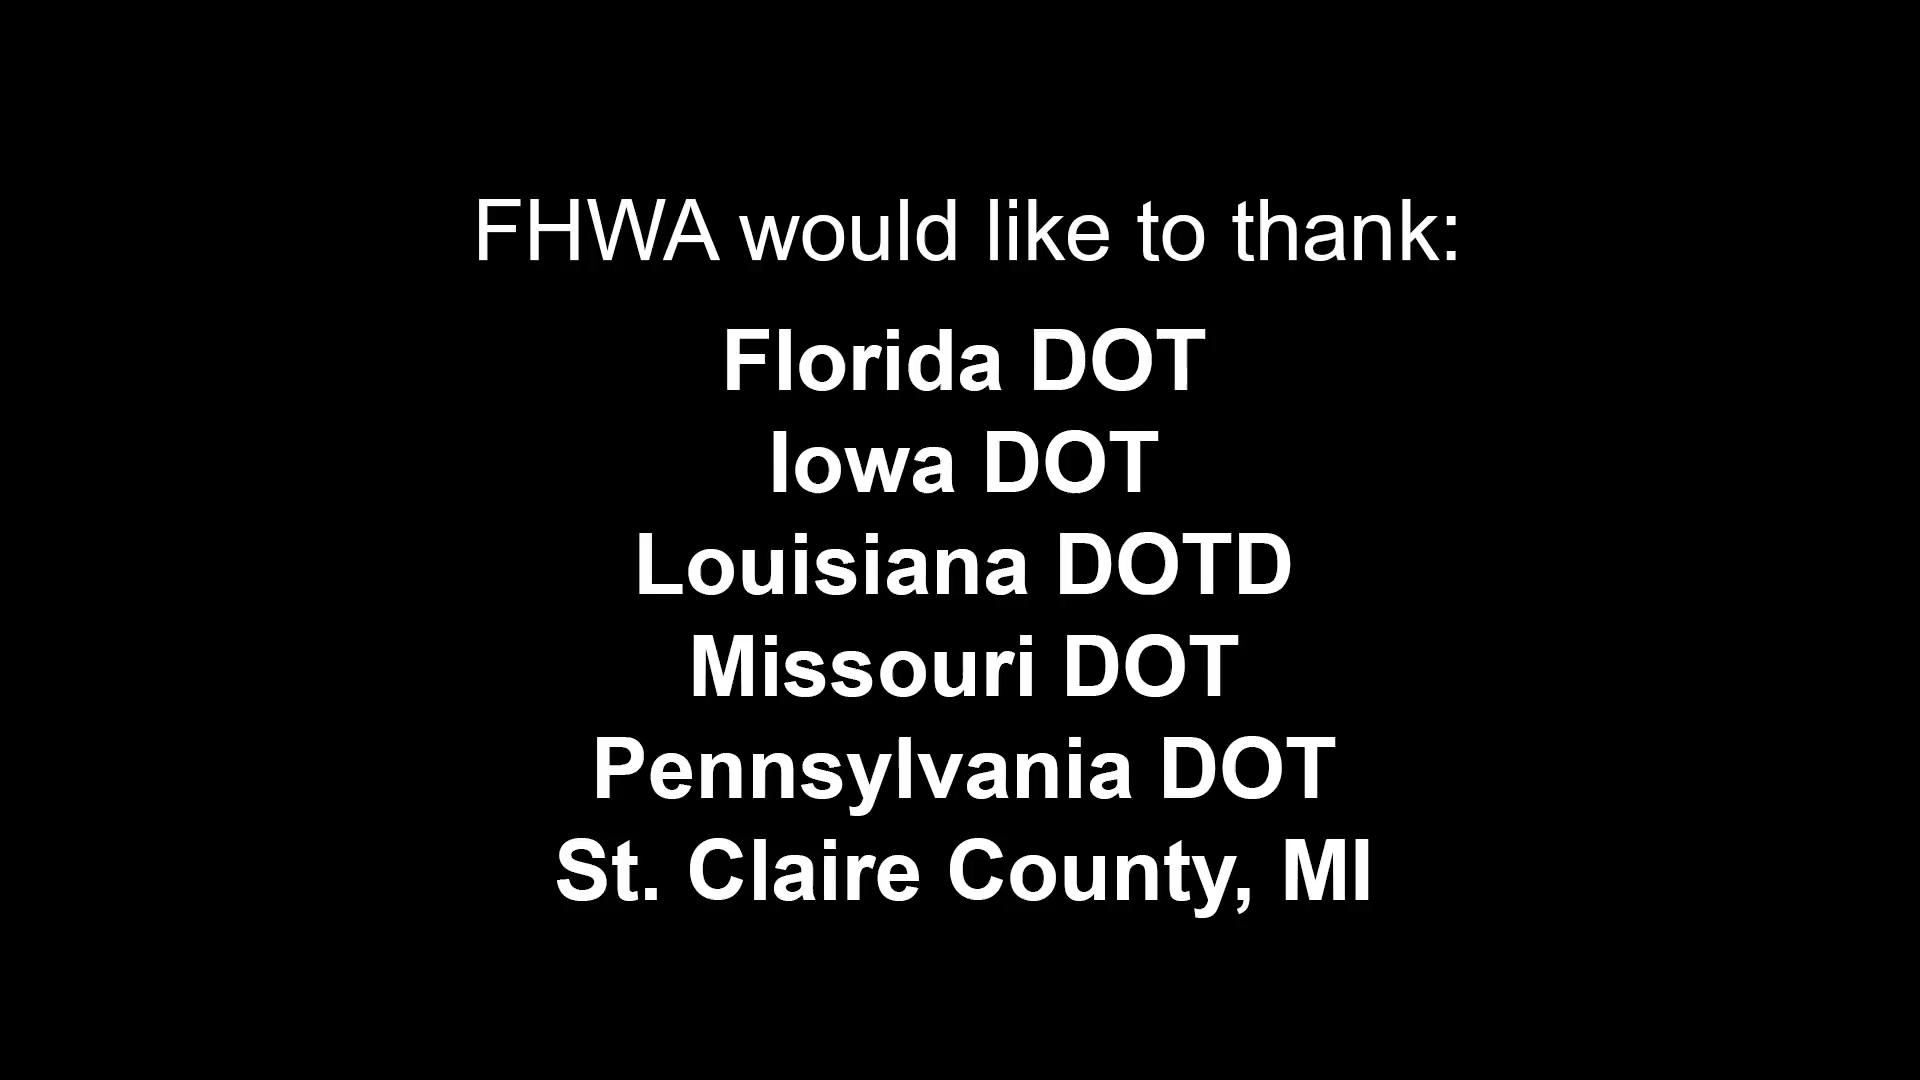 FHWA would like to thank:
Florida DOT
Iowa DOT
Louisiana DOTD
Missouri DOT
Pennsylvania DOT
St. Claire County, MI